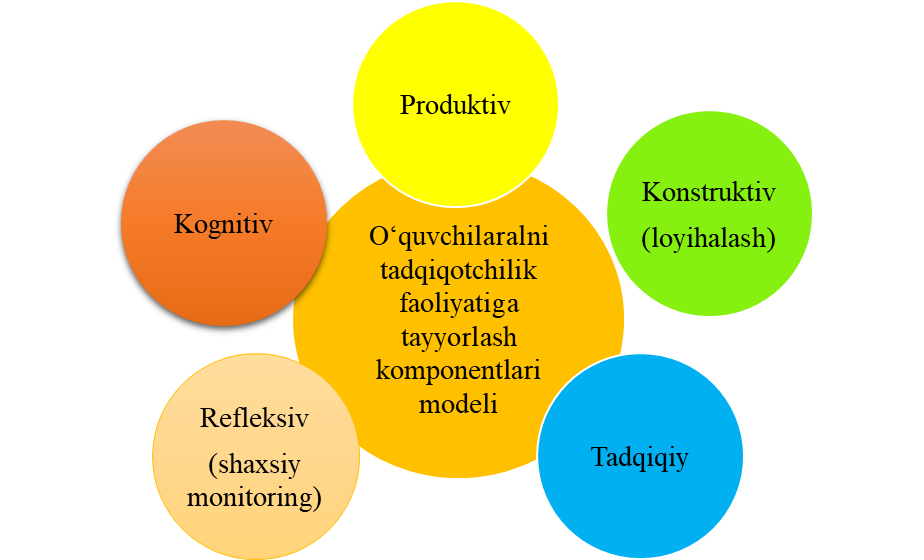 Produktiv
Kognitiv
Konstruktiv
(loyihalash)
O‘quvchilaralni
tadqiqotchilik
faoliyatiga
tayyorlash
komponentlari
modeli
Refleksiv
(shaxsiy
monitoring)
Tadqiqiy